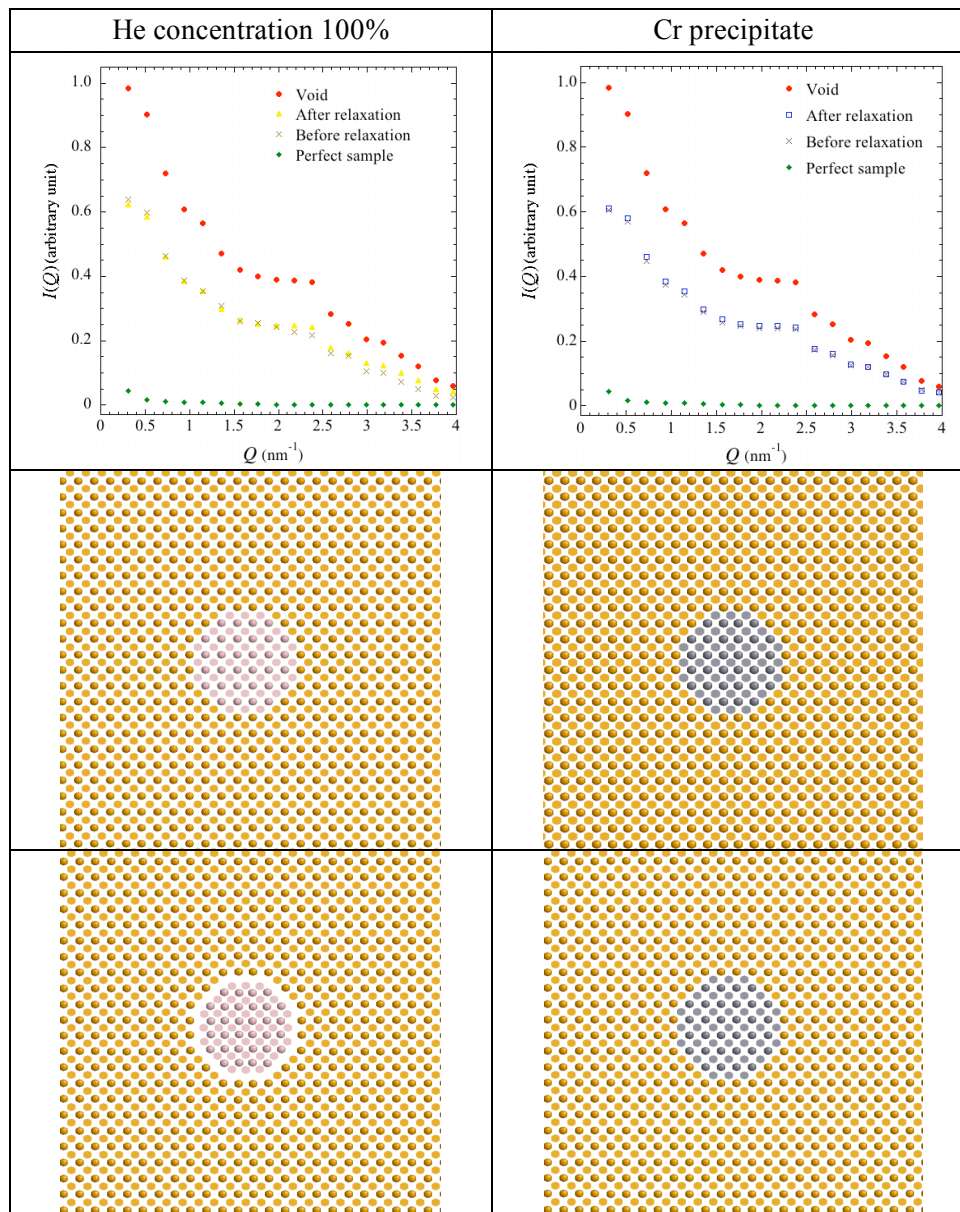 He concentration 100%
Cr precipitate
1.0
0.8
0.6
0.4
0.2
0
I(Q) (arbitrary unit)
Void
After relaxation
Before relaxation
Perfect sample
0 0.5 1 1.5 2 2.5 3 3.5 4
Q (nm⁻¹)
1.0
0.8
0.6
0.4
0.2
0
I(Q) (arbitrary unit)
Void
After relaxation
Before relaxation
Perfect sample
0 0.5 1 1.5 2 2.5 3 3.5 4
Q (nm⁻¹)